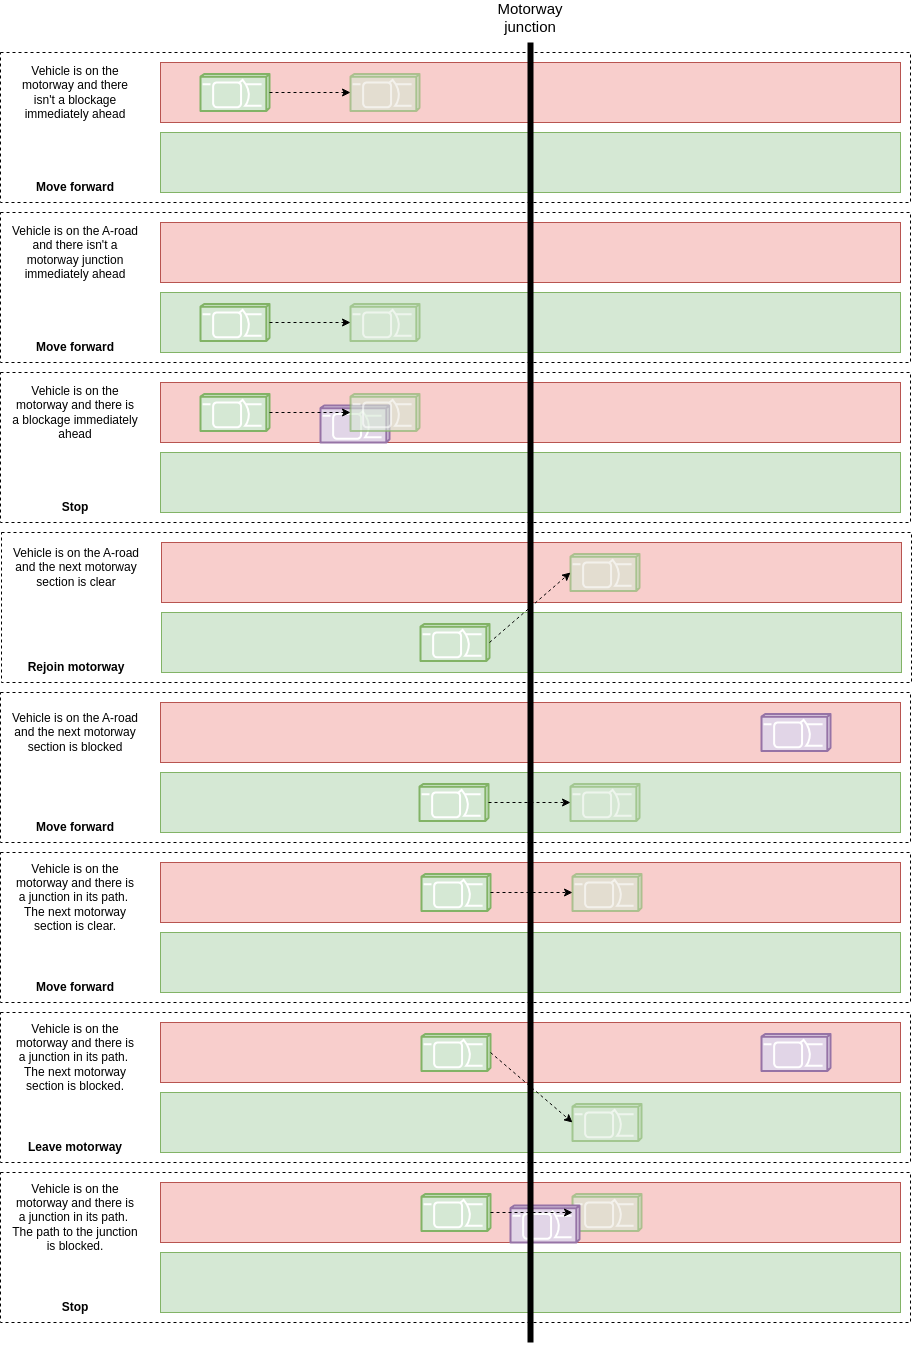 Motorway
junction
Vehicle is on the
motorway and there
isn't a blockage
immediately ahead
Move forward
Vehicle is on the A-road
and there isn't a
motorway junction
immediately ahead
Move forward
Vehicle is on the
motorway and there is
a blockage immediately
ahead
Stop
Vehicle is on the A-road
and the next motorway
section is clear
Rejoin motorway
Vehicle is on the A-road
and the next motorway
section is blocked
Move forward
Vehicle is on the
motorway and there is
a junction in its path.
The next motorway
section is clear.
Move forward
Vehicle is on the
motorway and there is
a junction in its path.
The next motorway
section is blocked.
Leave motorway
Vehicle is on the
motorway and there is
a junction in its path.
The path to the junction
is blocked.
Stop